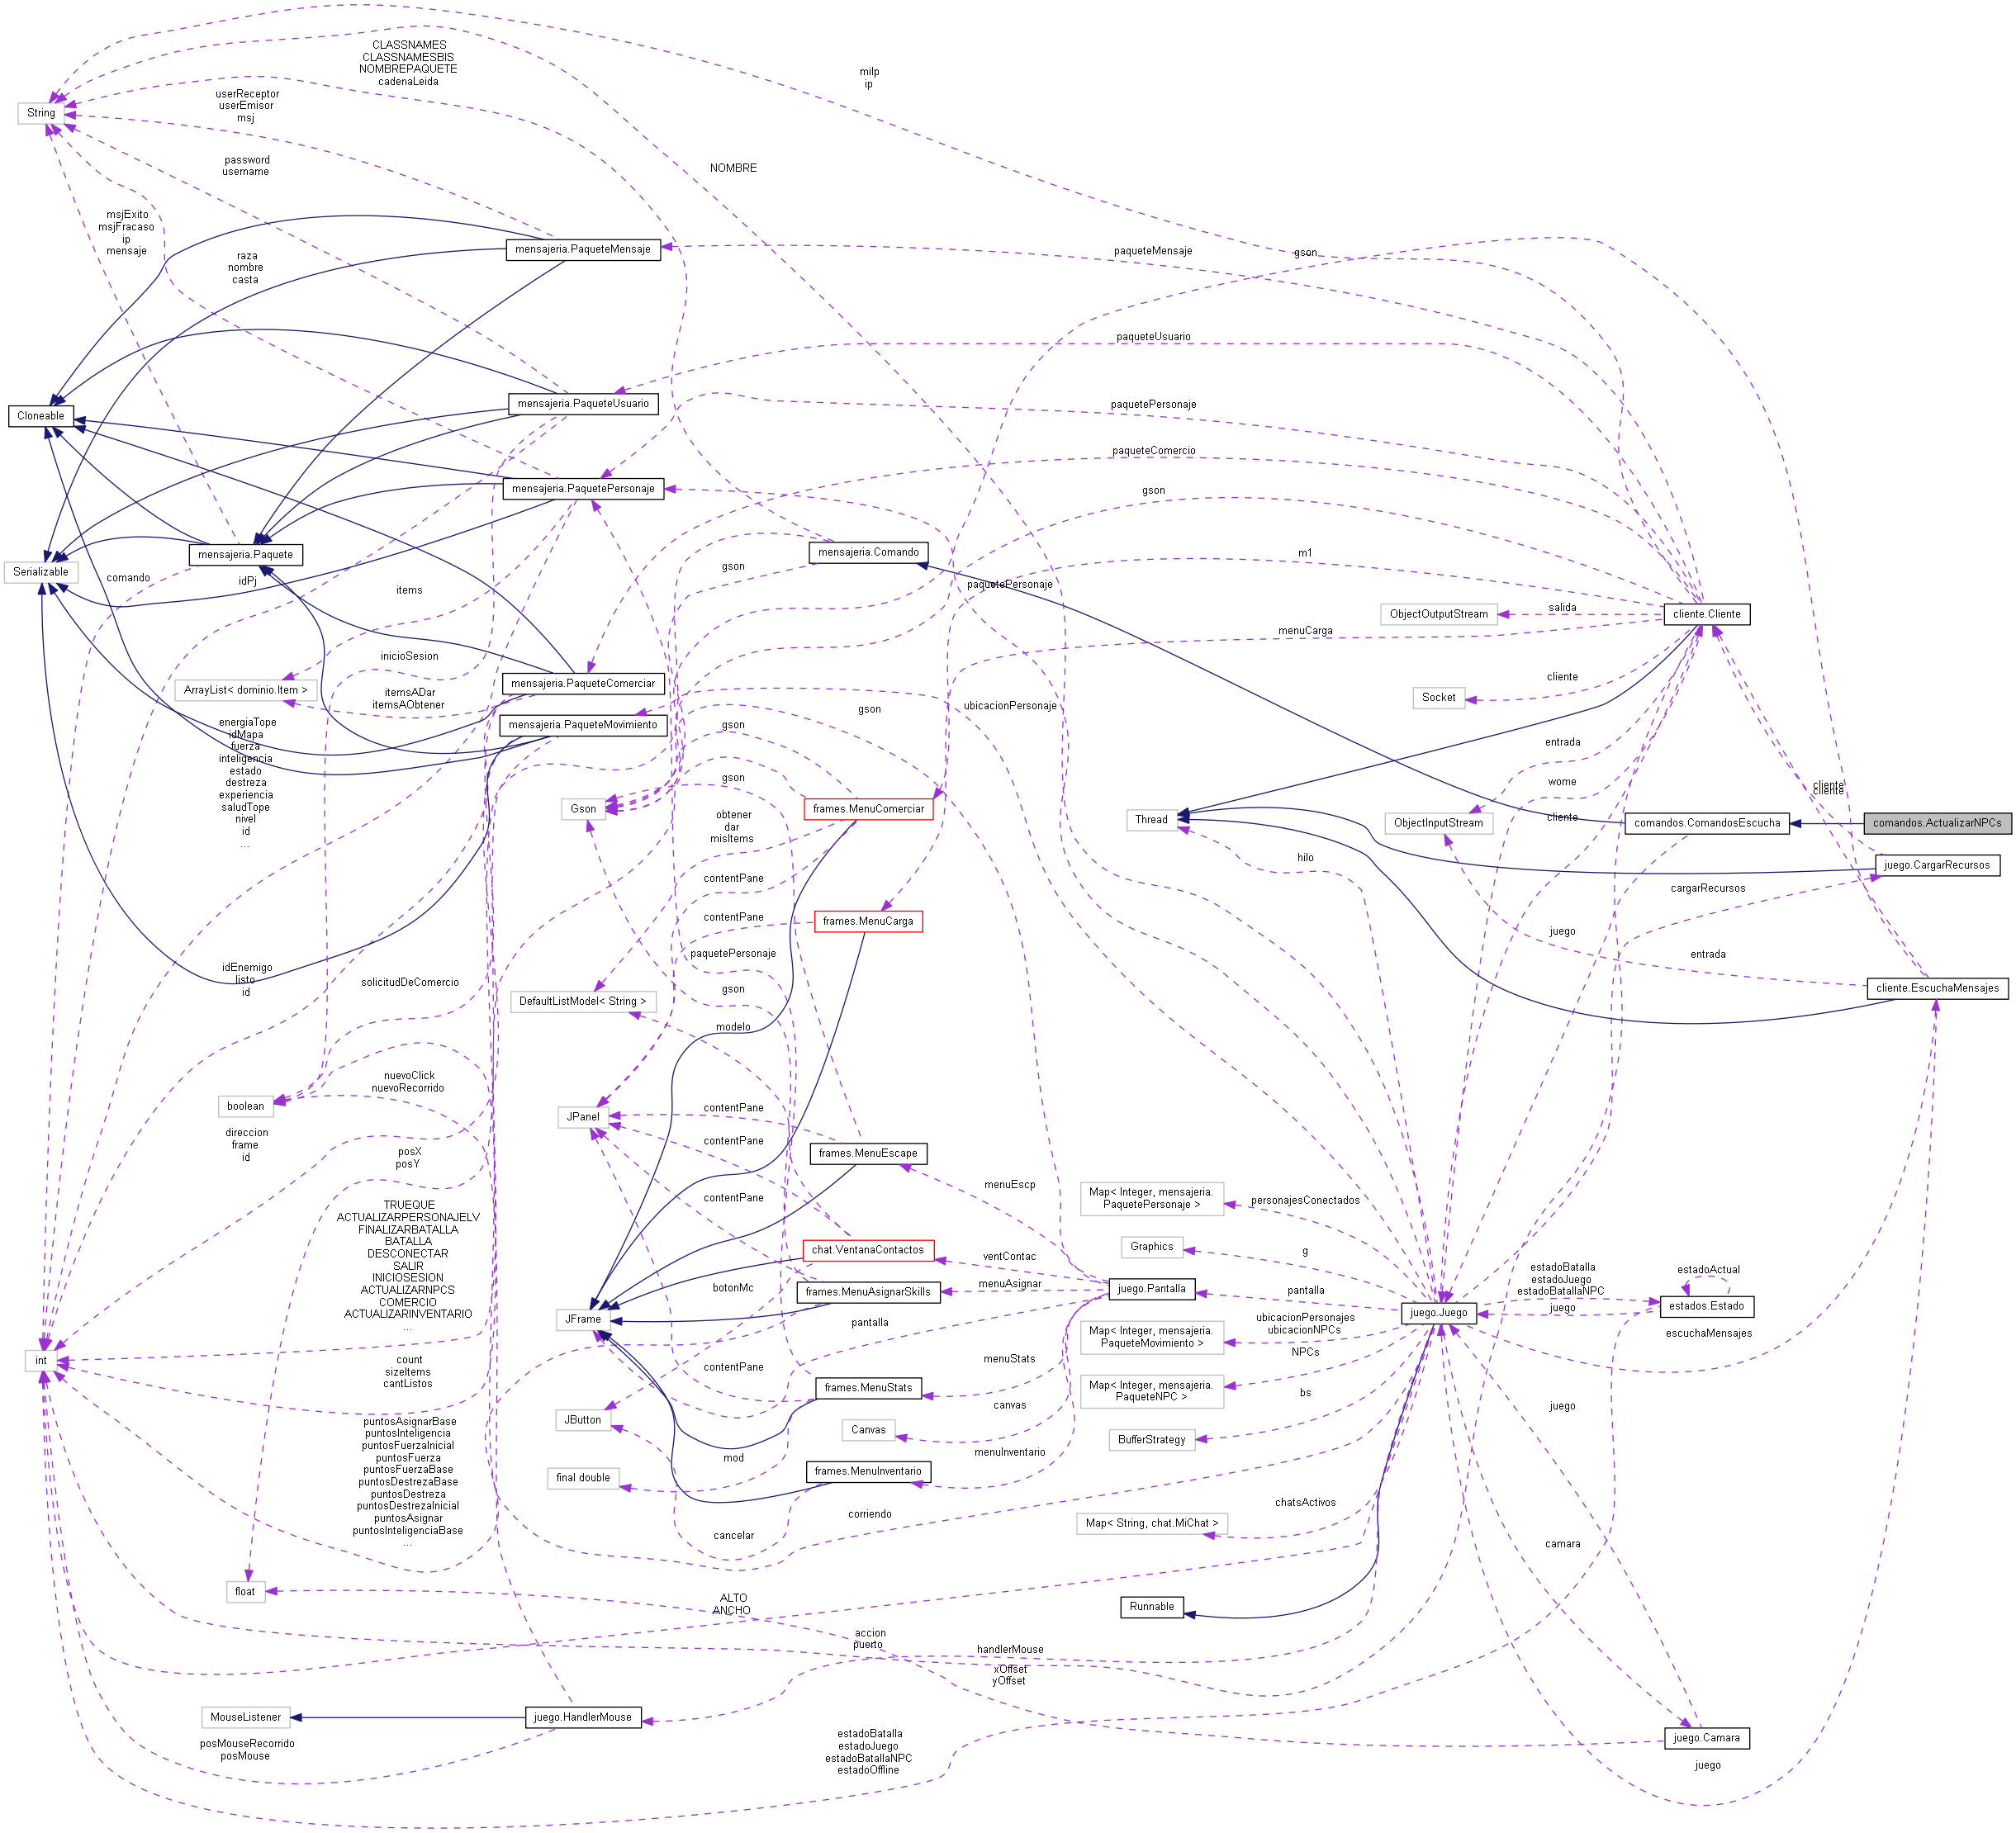 CLASSNAMES
CLASSNAMESBIS
NOMBREPAQUETE
cadenaLeida
milp
ip
String
userReceptor
userEmisor
msj
password
username
NOMBRE
msjExito
msjFracaso
ip
mensaje
raza
nombre
casta
mensajeria.PaqueteMensaje
paqueteMensaje
gson
paqueteUsuario
Cloneable
mensajeria.PaqueteUsuario
paquetePersonaje
paqueteComercio
mensajeria.PaquetePersonaje
gson
mensajeria.Paquete
mensajeria.Comando
m1
Serializable
comando
idPj
items
gson
paquetePersonaje
ObjectOutputStream
salida
cliente.Cliente
menuCarga
inicioSesion
ArrayList< dominio.Item >
itemsADar
itemsAObtener
mensajeria.PaqueteComerciar
cliente
Socket
ubicacionPersonaje
gson
mensajeria.PaqueteMovimiento
gson
energiaTope
idMapa
fuerza
inteligencia
estado
destreza
experiencia
saludTope
nivel
id
...
entrada
gson
wome
cliente
cliente
Gson
frames.MenuComerciar
obtener
dar
misItems
Thread
ObjectInputStream
cliente
comandos.ComandosEscucha
comandos.ActualizarNPCs
hilo
juego.CargarRecursos
contentPane
cargarRecursos
contentPane
frames.MenuCarga
juego
paquetePersonaje
entrada
idEnemigo
listo
id
solicitudDeComercio
gson
cliente.EscuchaMensajes
DefaultListModel< String >
modelo
nuevoClick
nuevoRecorrido
boolean
JPanel
contentPane
direccion
frame
id
contentPane
posX
posY
frames.MenuEscape
menuEscp
contentPane
Map< Integer, mensajeria.
PaquetePersonaje >
personajesConectados
TRUEQUE
ACTUALIZARPERSONAJELV
FINALIZARBATALLA
BATALLA
DESCONECTAR
SALIR
INICIOSESION
ACTUALIZARNPCS
COMERCIO
ACTUALIZARINVENTARIO
...
Graphics
g
chat.VentanaContactos
ventContac
estadoActual
estadoBatalla
estadoJuego
estadoBatallaNPC
botonMc
frames.MenuAsignarSkills
menuAsignar
juego.Pantalla
pantalla
juego.Juego
juego
estados.Estado
JFrame
pantalla
ubicacionPersonajes
ubicacionNPCs
Map< Integer, mensajeria.
PaqueteMovimiento >
escuchaMensajes
NPCs
int
count
sizeItems
cantListos
contentPane
menuStats
frames.MenuStats
Map< Integer, mensajeria.
PaqueteNPC >
bs
canvas
juego
JButton
Canvas
BufferStrategy
puntosAsignarBase
puntosInteligencia
puntosFuerzaInicial
puntosFuerza
puntosFuerzaBase
puntosDestrezaBase
puntosDestreza
puntosDestrezaInicial
puntosAsignar
puntosInteligenciaBase
...
mod
menuInventario
final double
frames.MenuInventario
chatsActivos
corriendo
Map< String, chat.MiChat >
cancelar
camara
float
ALTO
ANCHO
Runnable
accion
puerto
handlerMouse
xOffset
yOffset
MouseListener
juego.HandlerMouse
posMouseRecorrido
posMouse
estadoBatalla
estadoJuego
estadoBatallaNPC
estadoOffline
juego.Camara
juego